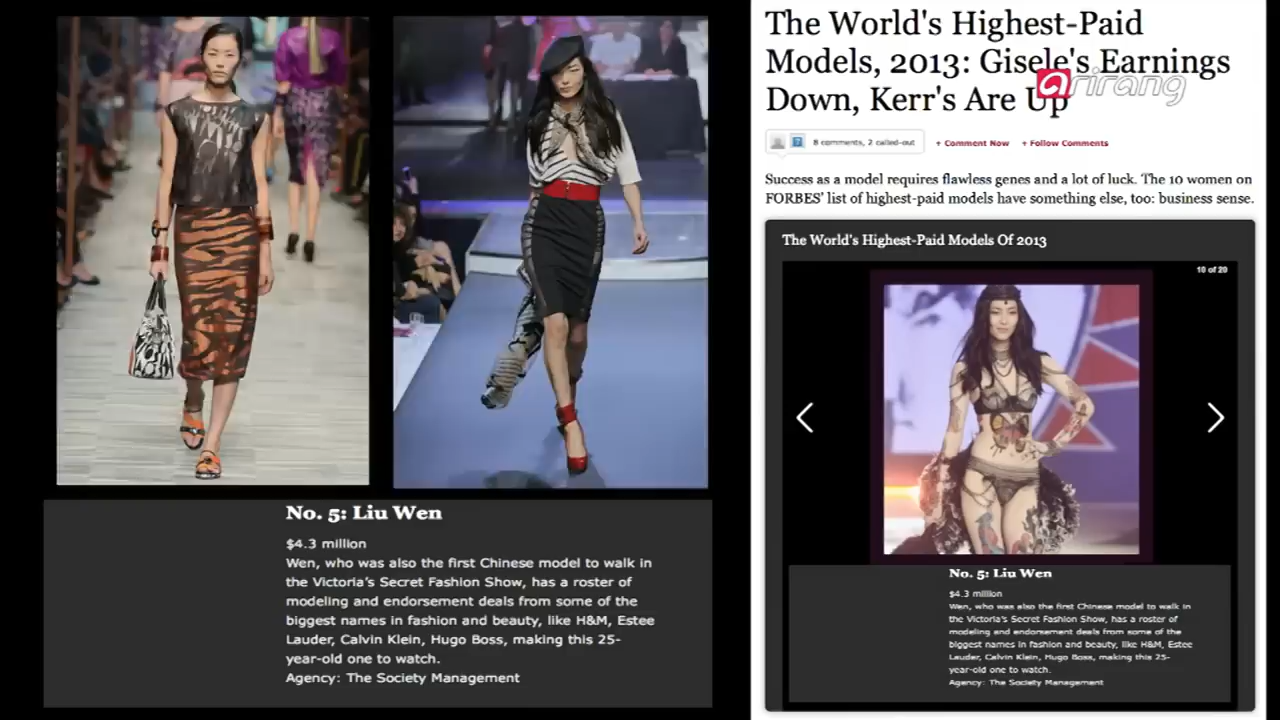 No. 5: Liu Wen
$4.3 million
Wen, who was also the first Chinese model to walk in
the Victoria's Secret Fashion Show, has a roster of
modeling and endorsement deals from some of the
biggest names in fashion and beauty, like H&M, Estee
Lauder, Calvin Klein, Hugo Boss, making this 25-
year-old one to watch.
Agency: The Society Management
The World's Highest-Paid
Models, 2013: Gisele's Earnings
Down, Kerr's Are Up
arirang
8 comments, 2 called-out
+ Comment Now
+ Follow Comments
Success as a model requires flawless genes and a lot of luck. The 10 women on
FORBES' list of highest-paid models have something else, too: business sense.
The World's Highest-Paid Models Of 2013
10 of 20
No. 5: Liu Wen
$4.3 million
Wen, who was also the first Chinese model to walk in
the Victoria's Secret Fashion Show, has a roster of
modeling and endorsement deals from some of the
biggest names in fashion and beauty, like H&M, Estee
Lauder, Calvin Klein, Hugo Boss, making this 25-
year-old one to watch.
Agency: The Society Management